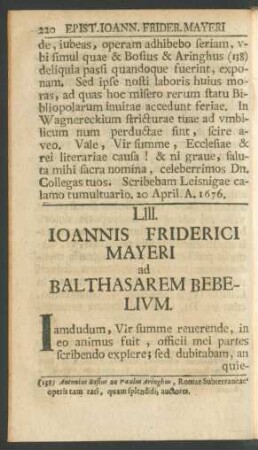 220 EPIST. IOANN. FRIDER. MAYERI
de, iubeas, operam adhibebo seriam, v-
bi simul quae & Bosius & Aringhus (138)
deliquia passi quandoque fuerint, expo-
nam. Sed ipse nosti laboris huius mo-
ras, ad quas hoc misero rerum statu Bi-
bliopolarum inuitae accedunt feriae. In
Wagnereckium stricturae tuae ad vmbi-
licum num perductae sint, scire a-
veo. Vale, Vir summe, Ecclesiae &
rei literariae causa! & ni graue, salu-
ta mihi sacra nomina, celeberrimos Dn.
Collegas tuos. Scribebam Leisnigae ca-
lamo tumultuario. 20 April. A. 1676.
LIII.
IOANNIS FRIDERICI
MAYERI
ad
BALTHASAREM BEBE-
LIVM.
Iamdudum, Vir summe reuerende, in
eo animus fuit, officii mei partes
scribendo explere; sed dubitabam, an
quie-
(138) Antonius Bosius ac Paulus Aringhus, Romae Subterraneae
operis tam rari, quam splendidi, auctores.